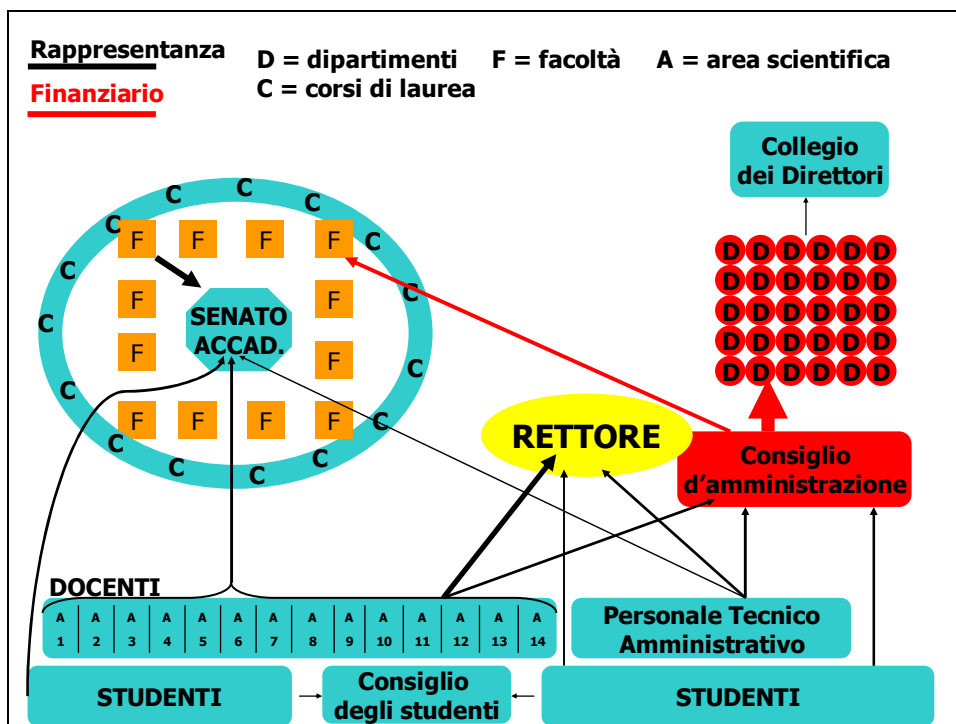 Rappresentanza
D = dipartimenti F = facoltà A = area scientifica
Finanziario
C = corsi di laurea
Collegio
dei Direttori
C C C
C C
F F F F
C C
F F
C C
SENATO
ACCAD.
F F
C C
F F F F
C C
C C
D D D D D D
D D D D D D
D D D D D D
D D D D D D
D D D D D D
RETTORE
Consiglio
d'amministrazione
DOCENTI
A A A A A A A A A A A A A A
1 2 3 4 5 6 7 8 9 10 11 12 13 14
Personale Tecnico
Amministrativo
STUDENTI
Consiglio
degli studenti
STUDENTI